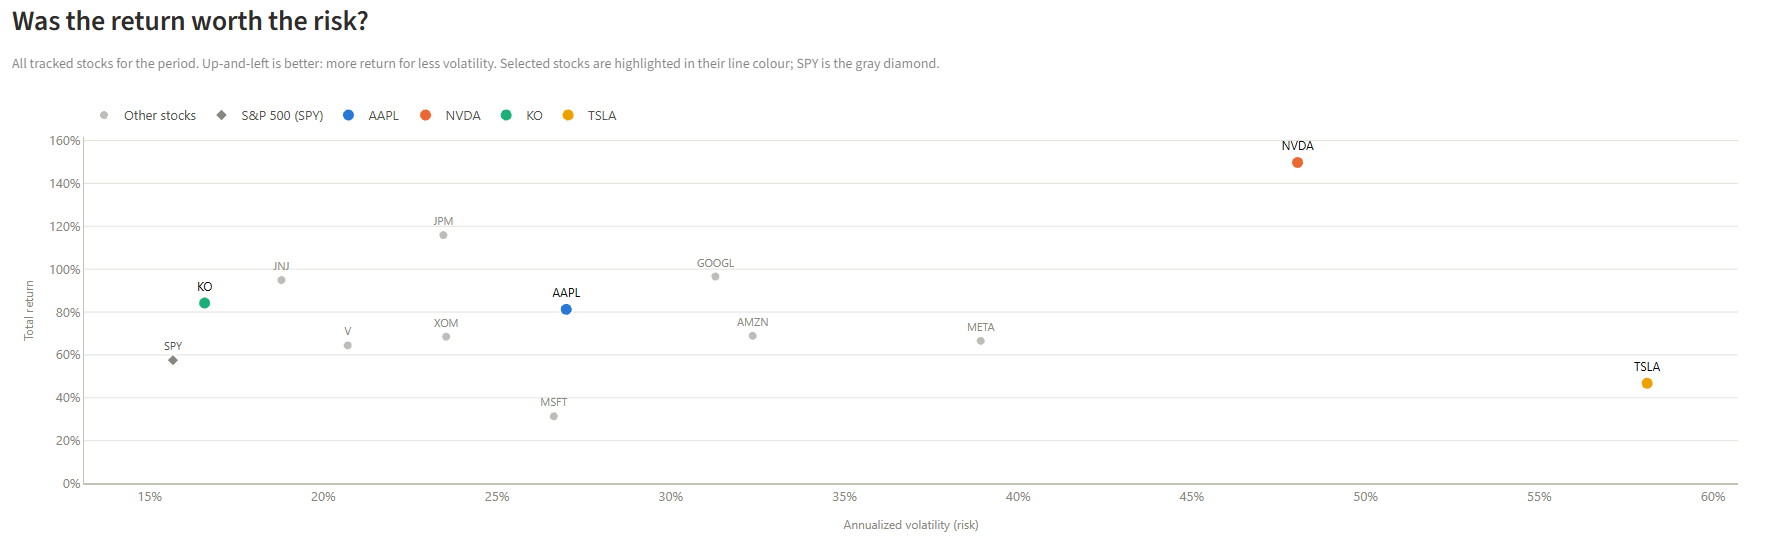 Was the return worth the risk?
All tracked stocks for the period. Up-and-left is better: more return for less volatility. Selected stocks are highlighted in their line colour; SPY is the gray diamond.
Other stocks S&P 500 (SPY) AAPL NVDA KO TSLA
160%
NVDA
140%
120%
JPM
100%
JNJ
GOOGL
KO
AAPL
80%
AMZN
XOM
META
V
SPY
60%
TSLA
40%
MSFT
20%
0%
Total return
15% 20% 25% 30% 35% 40% 45% 50% 55% 60%
Annualized volatility (risk)